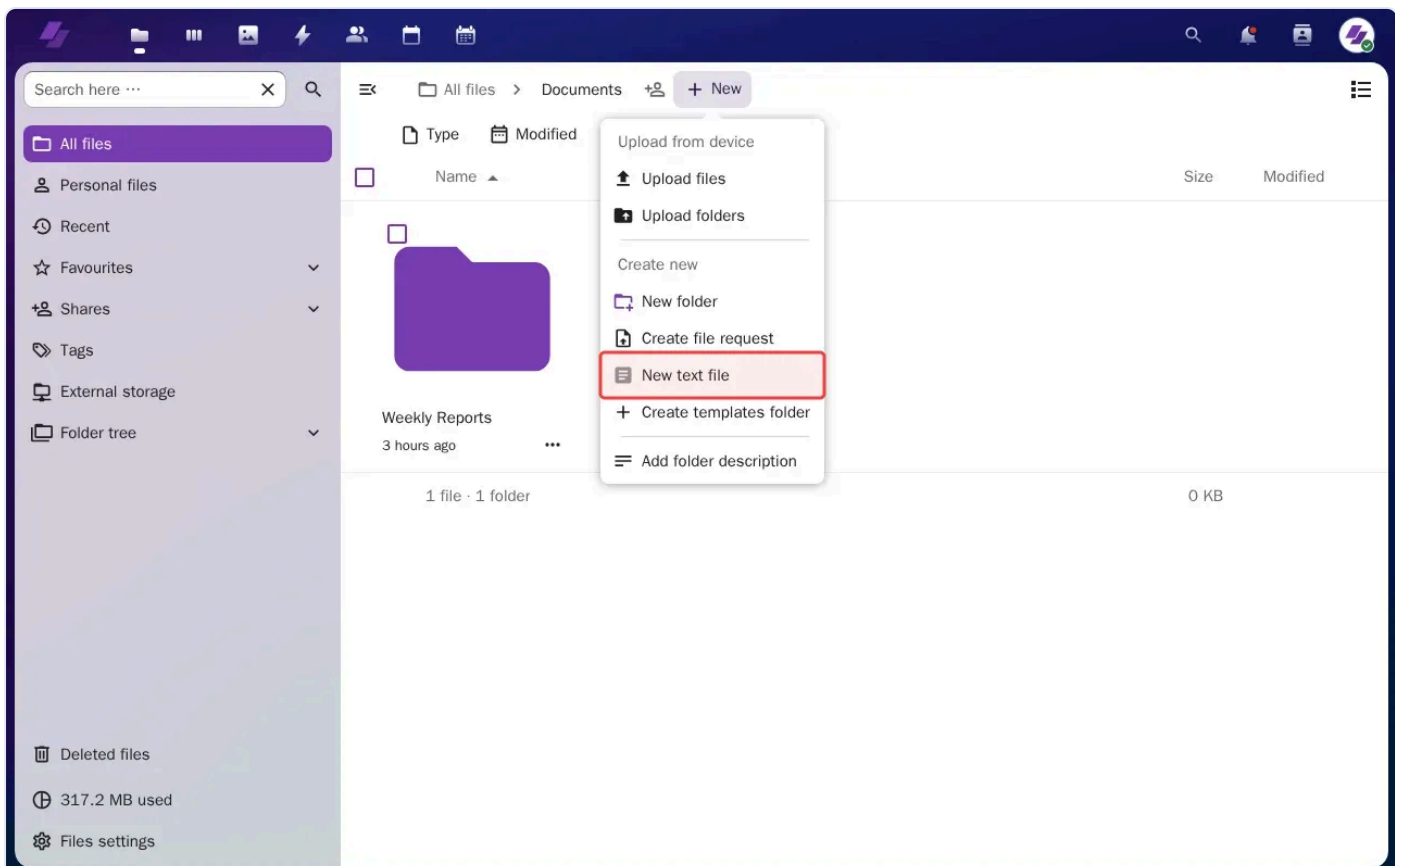 Search here ...
All files
Personal files
Recent
Favourites
Shares
Tags
External storage
Folder tree
Deleted files
317.2 MB used
Files settings
All files > Documents + New
Type Modified
Name Size Modified
Weekly Reports
3 hours ago
1 file · 1 folder 0 KB
Upload from device
Upload files
Upload folders
Create new
New folder
Create file request
New text file
Create templates folder
Add folder description